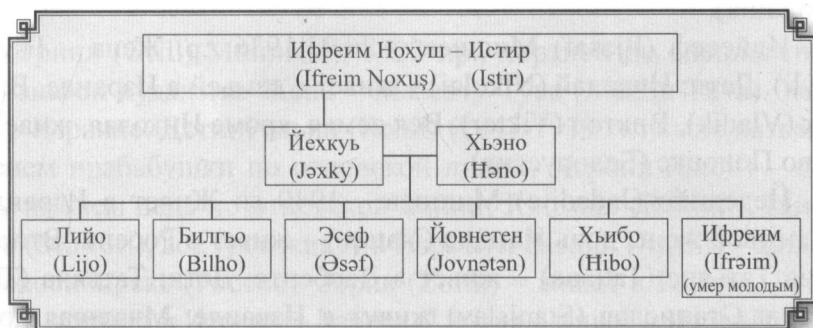 Ифреим Нохуш Истир
(Ifreim Noxuş) (Istir)
Йехкуь Хьэно
(Jəxky) (Həno)
Лийо Билгьо Эсеф Йовнетен Хьибо Ифреим
(Lijo) (Bilho) (Əsəf) (Jovnətən) (Ħibo) (Ifrəim)
(умер молодым)